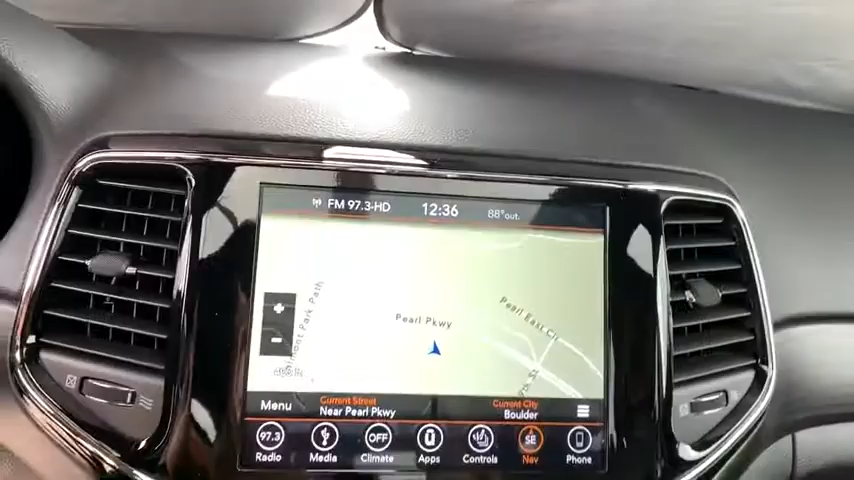 FM 97.3-HD 12:36 88°out
Pearl Pkwy
Pearl East Ci
Park Path
+
-
Menu
Current Street
Near Pearl Pkwy
Current City
Boulder
97.3 OFF SE
Radio Media Climate Apps Controls Nav Phone